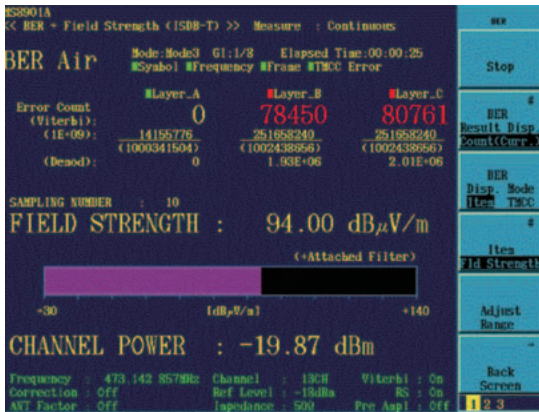 MS8901A
<< BER + Field Strength (ISDB-T) >> Measure : Continuous
BER Air
Mode:Mode3 GI:1/8 Elapsed Time:00:00:25
Symbol Frequency Frame TMCC Error
Layer_A Layer_B Layer_C
Error Count
(Viterbi): 0 78450 80761
(1E+09): 14155776 251658240 251658240
(1000341504) (1002438656) (1002438656)
(Demod): 0 1.93E+06 2.01E+06
SAMPLING NUMBER : 10
FIELD STRENGTH : 94.00 dBμV/m
(+Attached Filter)
+30 [dBμV/m] +140
CHANNEL POWER : -19.87 dBm
Frequency : 473.142 857MHz Channel : 13CH Viterbi : On
Correction : Off Ref Level : -18dBm RS : On
ANT Factor : Off Impedance : 50Ω Pre Ampl : Off
BER
Stop
#
BER
Result Disp.
Count(Curr.)
BER
Disp. Mode
Item TMCC
#
Item
Fld Strength
Adjust
Range
→
Back
Screen
1 2 3